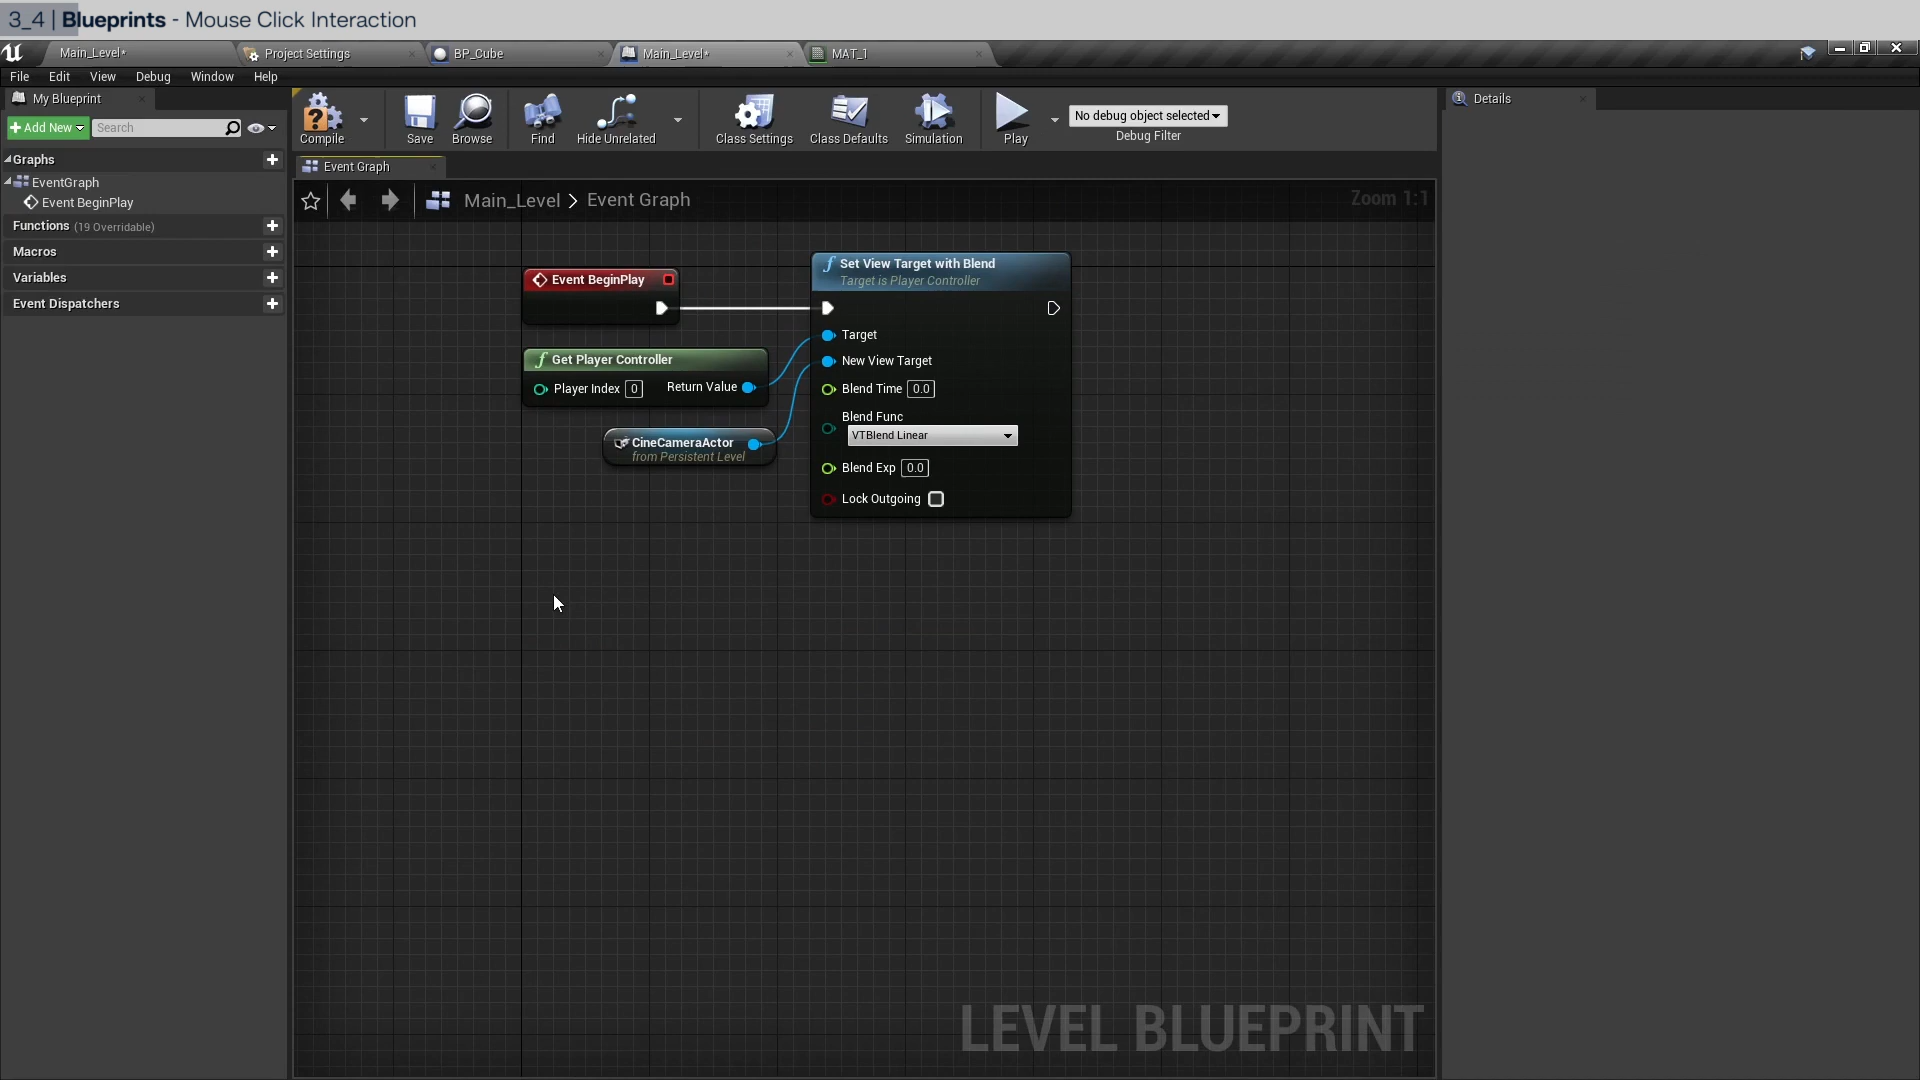 3_4 | Blueprints - Mouse Click Interaction
Main_Level*
Project Settings
BP_Cube
Main_Level*
MAT_1
File
Edit
View
Debug
Window
Help
My Blueprint
Add New
Search
Compile
Save
Browse
Find
Hide Unrelated
Class Settings
Class Defaults
Simulation
Play
No debug object selected
Debug Filter
Details
Graphs
EventGraph
Event BeginPlay
Functions (19 Overridable)
Macros
Variables
Event Dispatchers
Event Graph
Main_Level > Event Graph
Zoom 1:1
Event BeginPlay
Get Player Controller
Player Index 0
Return Value
CineCameraActor
from Persistent Level
Set View Target with Blend
Target is Player Controller
Target
New View Target
Blend Time 0.0
Blend Func
VTBlend Linear
Blend Exp 0.0
Lock Outgoing
LEVEL BLUEPRINT